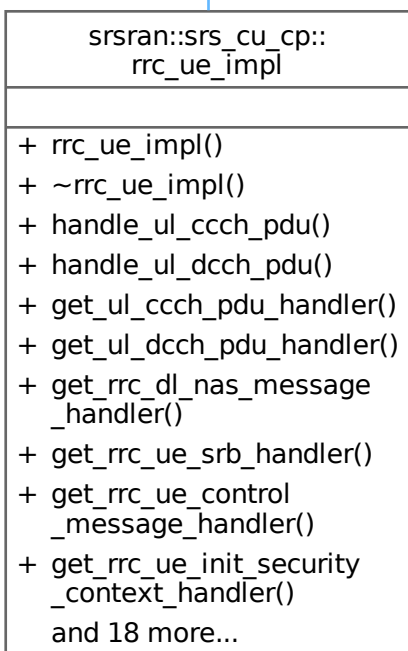 srsran::srs_cu_cp::
rrc_ue_impl
+ rrc_ue_impl()
+ ~rrc_ue_impl()
+ handle_ul_ccch_pdu()
+ handle_ul_dcch_pdu()
+ get_ul_ccch_pdu_handler()
+ get_ul_dcch_pdu_handler()
+ get_rrc_dl_nas_message
_handler()
+ get_rrc_ue_srb_handler()
+ get_rrc_ue_control
_message_handler()
+ get_rrc_ue_init_security
_context_handler()
and 18 more...